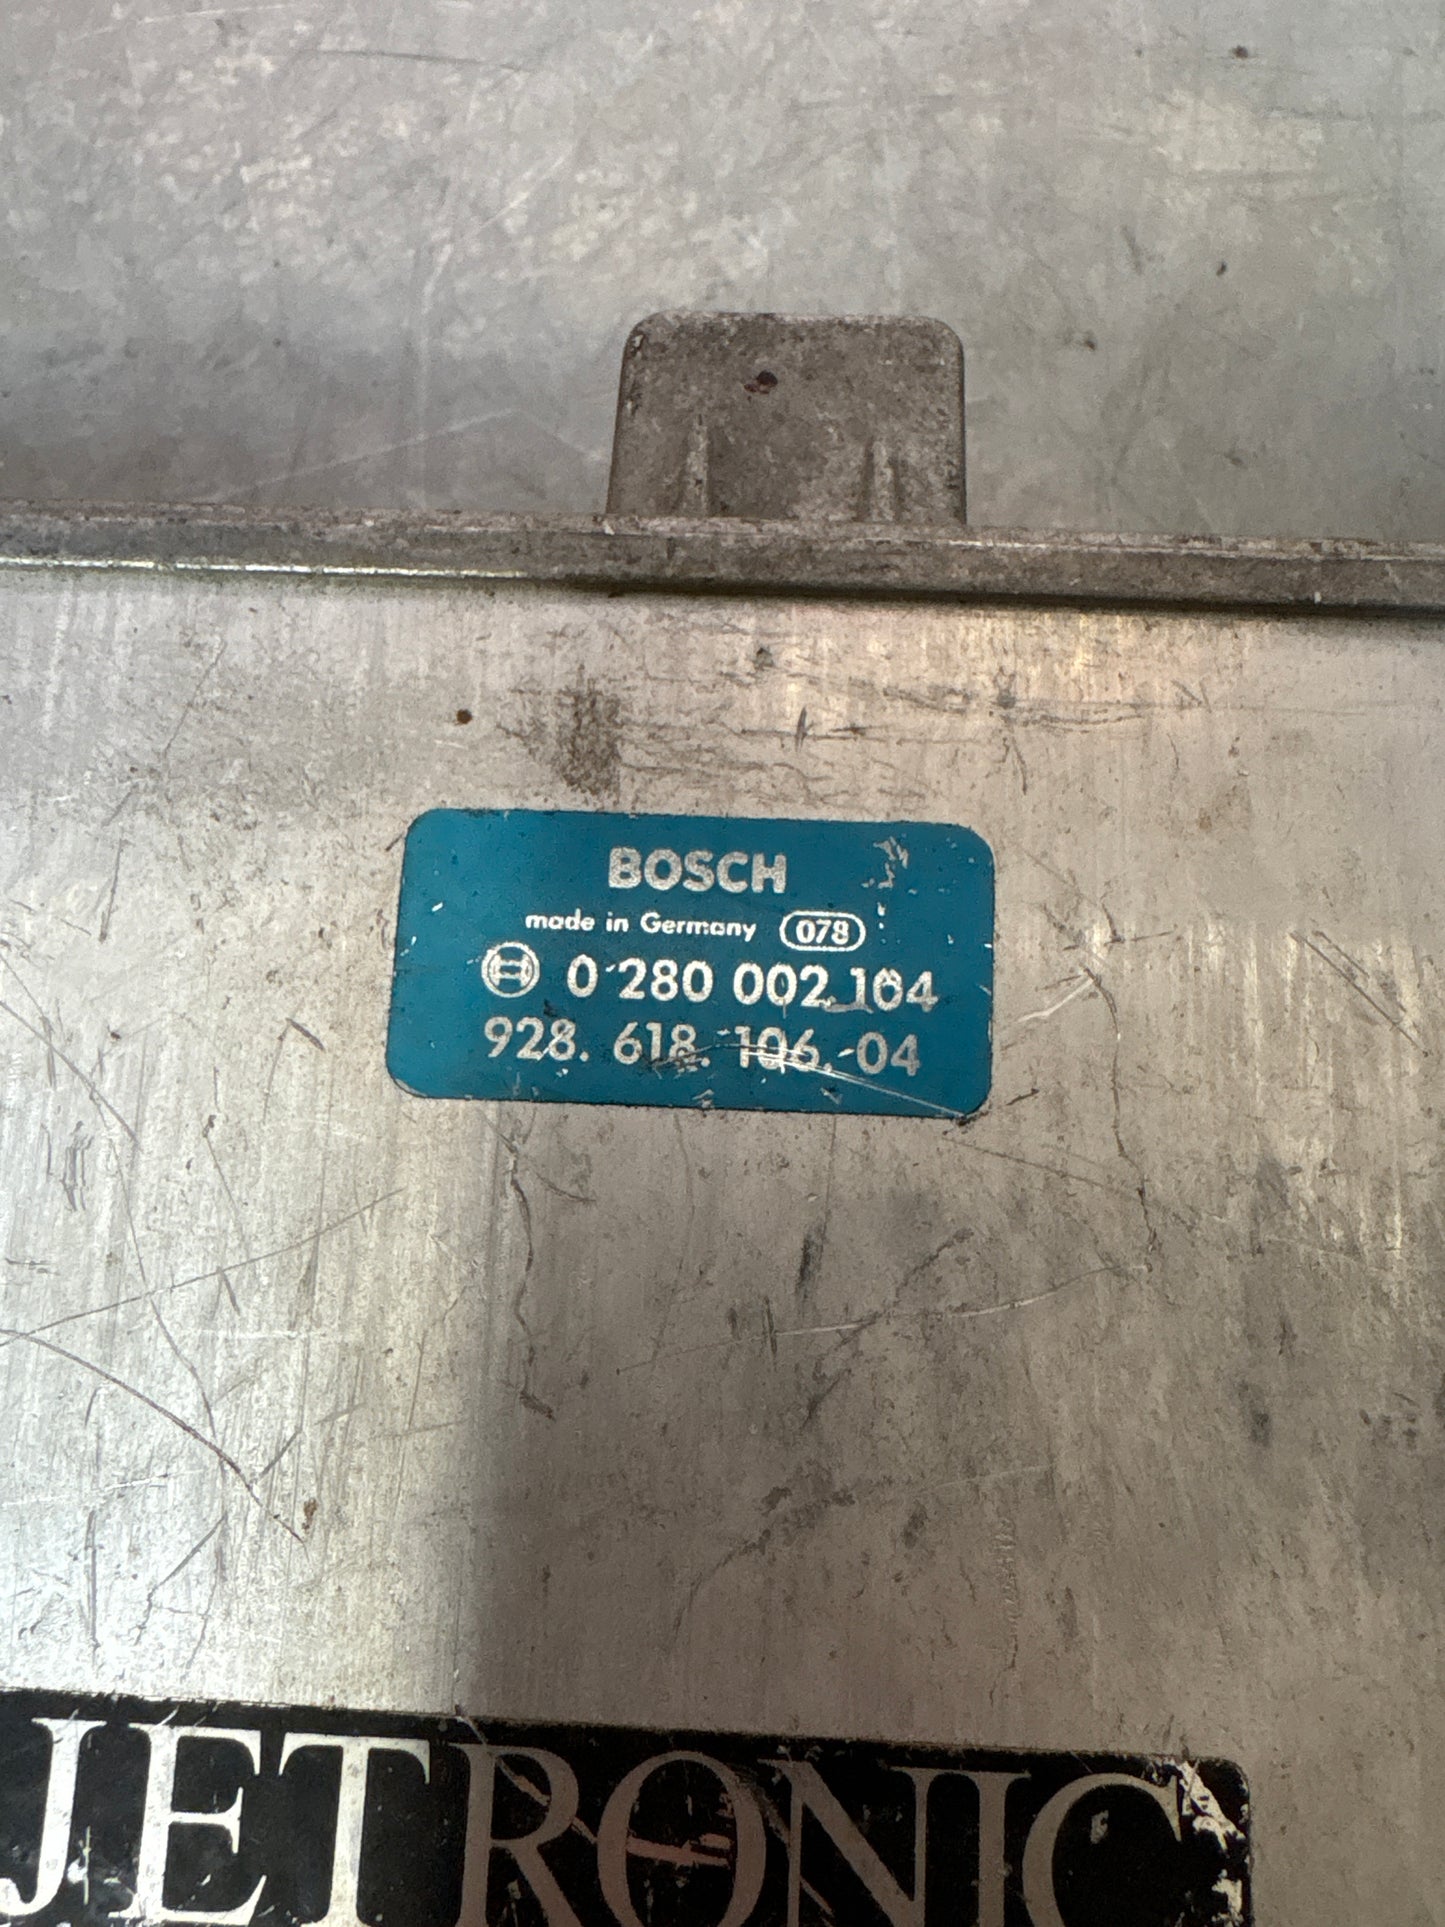 BOSCH
made in Germany 078
0 280 002 104
928. 618. 106. 04
JETRONIC